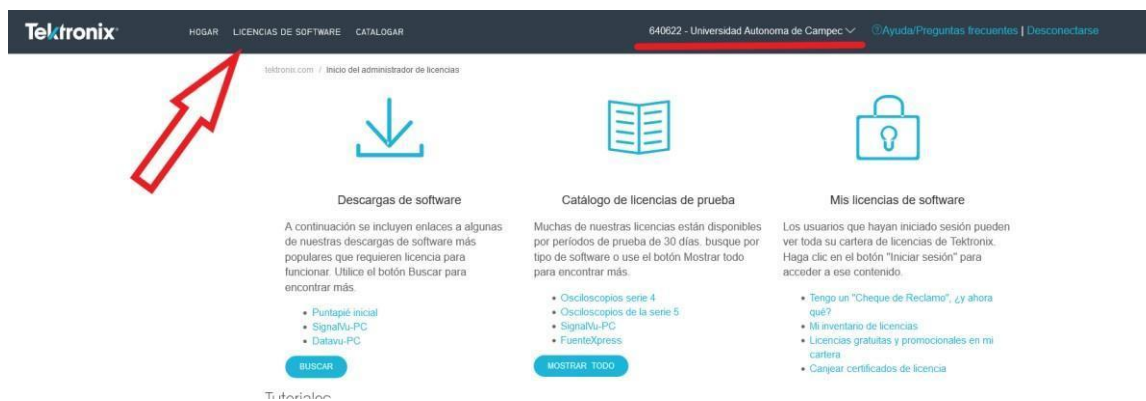 Tektronix
HOGAR LICENCIAS DE SOFTWARE CATALOGAR
640622 - Universidad Autonoma de Campec
Ayuda/Preguntas frecuentes | Desconectarse
tektronix.com / Inicio del administrador de licencias
Descargas de software
A continuación se incluyen enlaces a algunas
de nuestras descargas de software más
populares que requieren licencia para
funcionar. Utilice el botón Buscar para
encontrar más.
• Puntapié inicial
• SignalVu-PC
• Datavu-PC
BUSCAR
Catálogo de licencias de prueba
Muchas de nuestras licencias están disponibles
por períodos de prueba de 30 días. busque por
tipo de software o use el botón Mostrar todo
para encontrar más.
• Osciloscopios serie 4
• Osciloscopios de la serie 5
• SignalVu-PC
• FuenteXpress
MOSTRAR TODO
Mis licencias de software
Los usuarios que hayan iniciado sesión pueden
ver toda su cartera de licencias de Tektronix.
Haga clic en el botón "Iniciar sesión" para
acceder a ese contenido.
• Tengo un "Cheque de Reclamo", ¿y ahora
qué?
• Mi inventario de licencias
• Licencias gratuitas y promocionales en mi
cartera
• Canjear certificados de licencia
Tutoriales